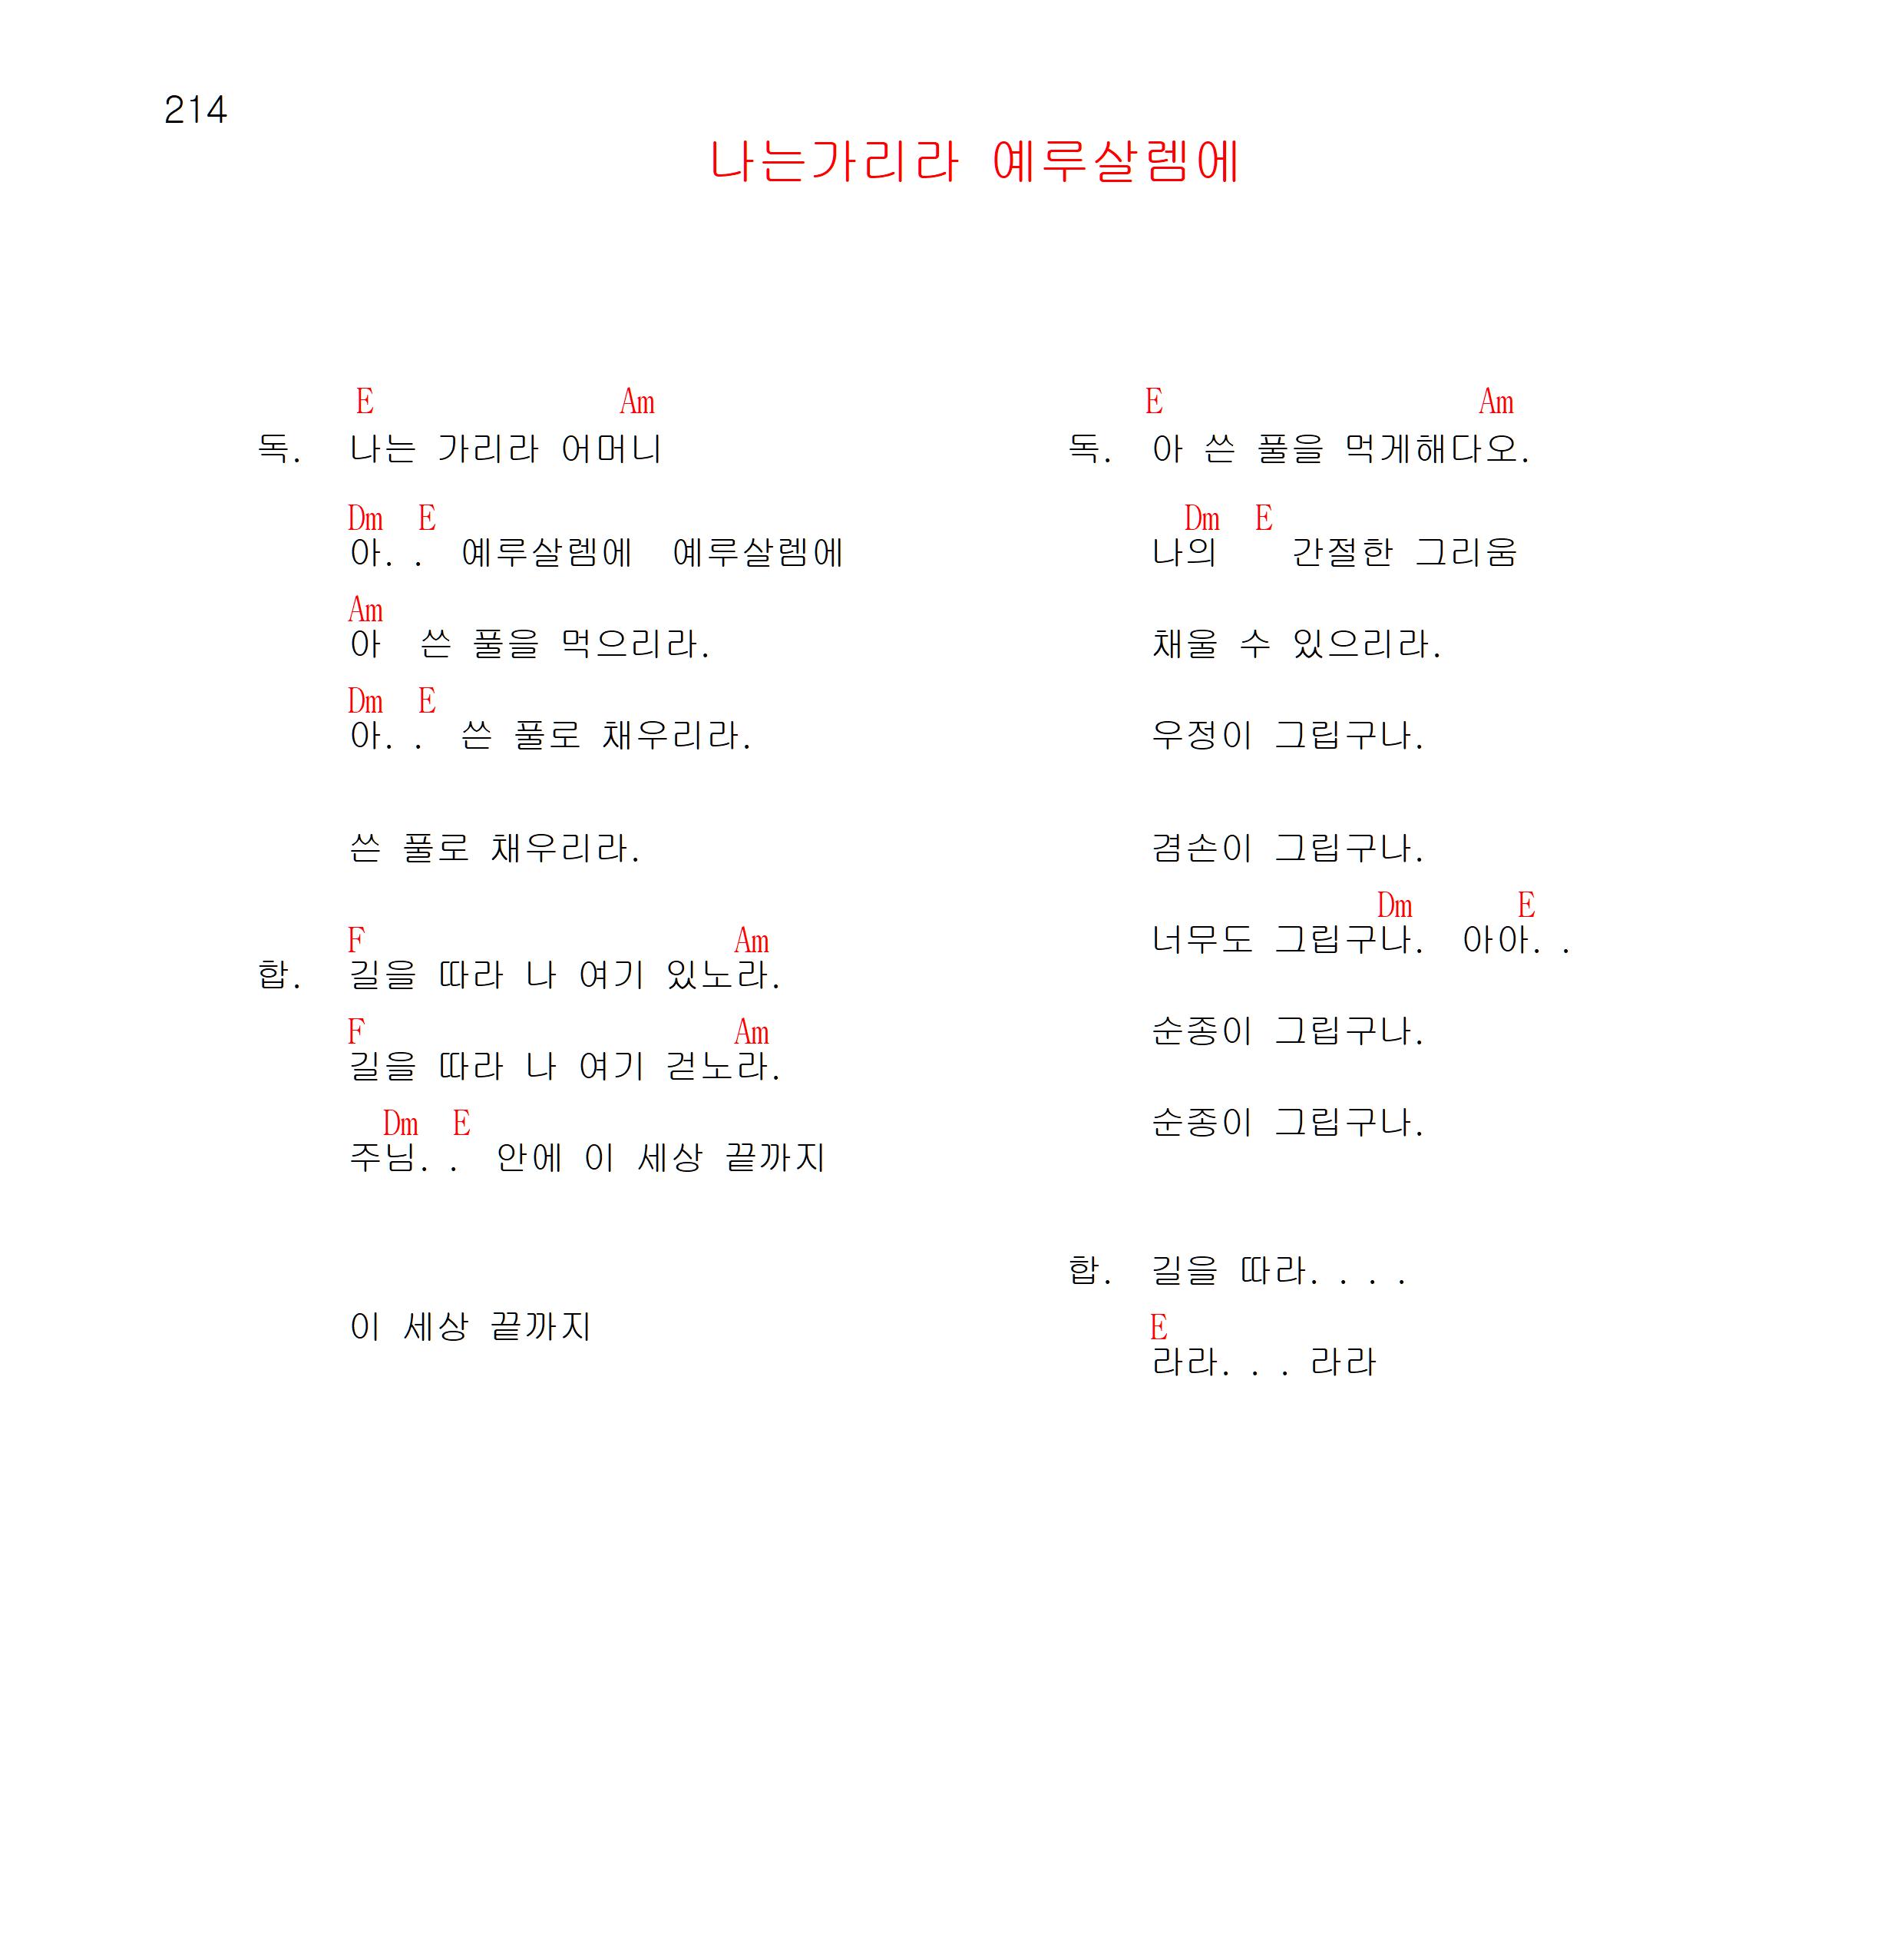 214
나는가리라 예루살렘에
E Am
독. 나는 가리라 어머니
Dm E
아. . 예루살렘에 예루살렘에
Am
아 쓴 풀을 먹으리라.
Dm E
아. . 쓴 풀로 채우리라.
쓴 풀로 채우리라.
F Am
합. 길을 따라 나 여기 있노라.
F Am
길을 따라 나 여기 걷노라.
Dm E
주님. . 안에 이 세상 끝까지
이 세상 끝까지
E Am
독. 아 쓴 풀을 먹게해다오.
Dm E
나의 간절한 그리움
채울 수 있으리라.
우정이 그립구나.
겸손이 그립구나.
Dm E
너무도 그립구나. 아아. .
순종이 그립구나.
순종이 그립구나.
합. 길을 따라. . . .
E
라라. . . 라라